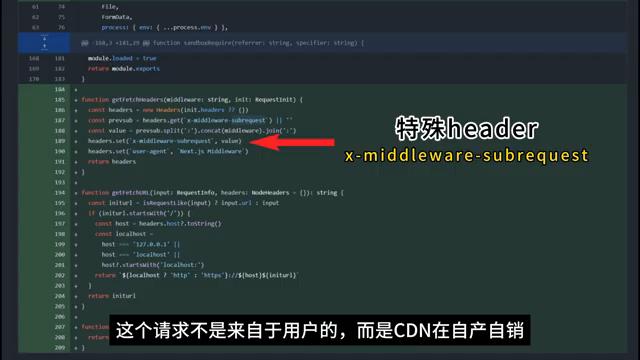 61 74 File,
62 75 FormData,
63 76 process: { env: { ...process.env } },
@@ -168,3 +181,29 @@ function sandboxRequire(referrer: string, specifier: string) {
168 181 module.loaded = true
169 182 return module.exports
170 183 }
184 +
185 + function getFetchHeaders(middleware: string, init: RequestInit) {
186 + const headers = new Headers(init.headers ?? {})
187 + const prevsub = headers.get(`x-middleware-subrequest`) || ''
188 + const value = prevsub.split(':').concat(middleware).join(':')
189 + headers.set(`x-middleware-subrequest`, value)
190 + headers.set(`user-agent`, `Next.js Middleware`)
191 + return headers
192 + }
193 +
194 + function getFetchURL(input: RequestInfo, headers: NodeHeaders = {}): string {
195 + const initurl = isRequestLike(input) ? input.url : input
196 + if (initurl.startsWith('/')) {
197 + const host = headers.host?.toString()
198 + const localhost =
199 + host === '127.0.0.1' ||
200 + host === 'localhost' ||
201 + host?.startsWith('localhost:')
202 + return `${localhost ? 'http' : 'https'}://${host}${initurl}`
203 + }
204 + return initurl
205 + }
206 +
207 + function
208 + return
209 + }
特殊header
x-middleware-subrequest
这个请求不是来自于用户的，而是CDN在自产自销